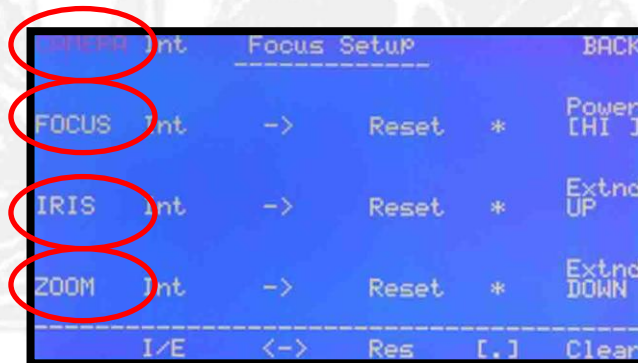 CAMERA Int Focus Setup BACK
FOCUS Int -> Reset * Power [HI ]
IRIS Int -> Reset * Extnd UP
ZOOM Int -> Reset * Extnd DOWN
I/E <-> Res [.] Clear